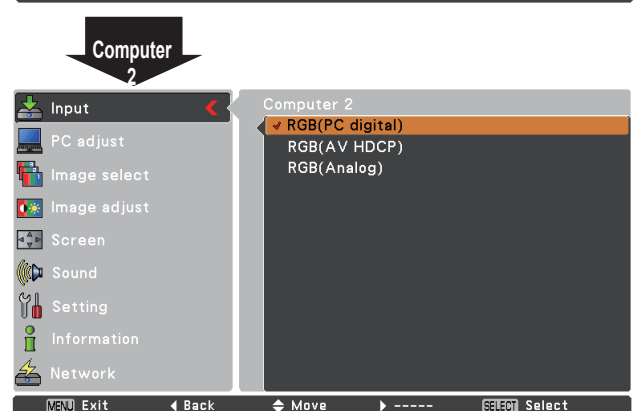 Computer
2
Input
Computer 2
RGB(PC digital)
RGB(AV HDCP)
RGB(Analog)
PC adjust
Image select
Image adjust
Screen
Sound
Setting
Information
Network
MENU Exit Back Move ----- SELECT Select